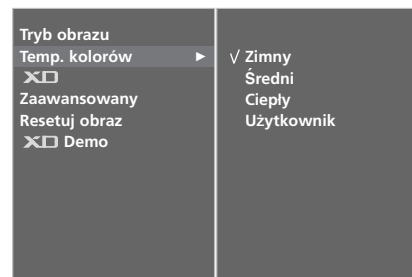 Tryb obrazu
Temp. kolorów ►
XD
Zaawansowany
Resetuj obraz
XD Demo
√ Zimny
Średni
Ciepły
Użytkownik